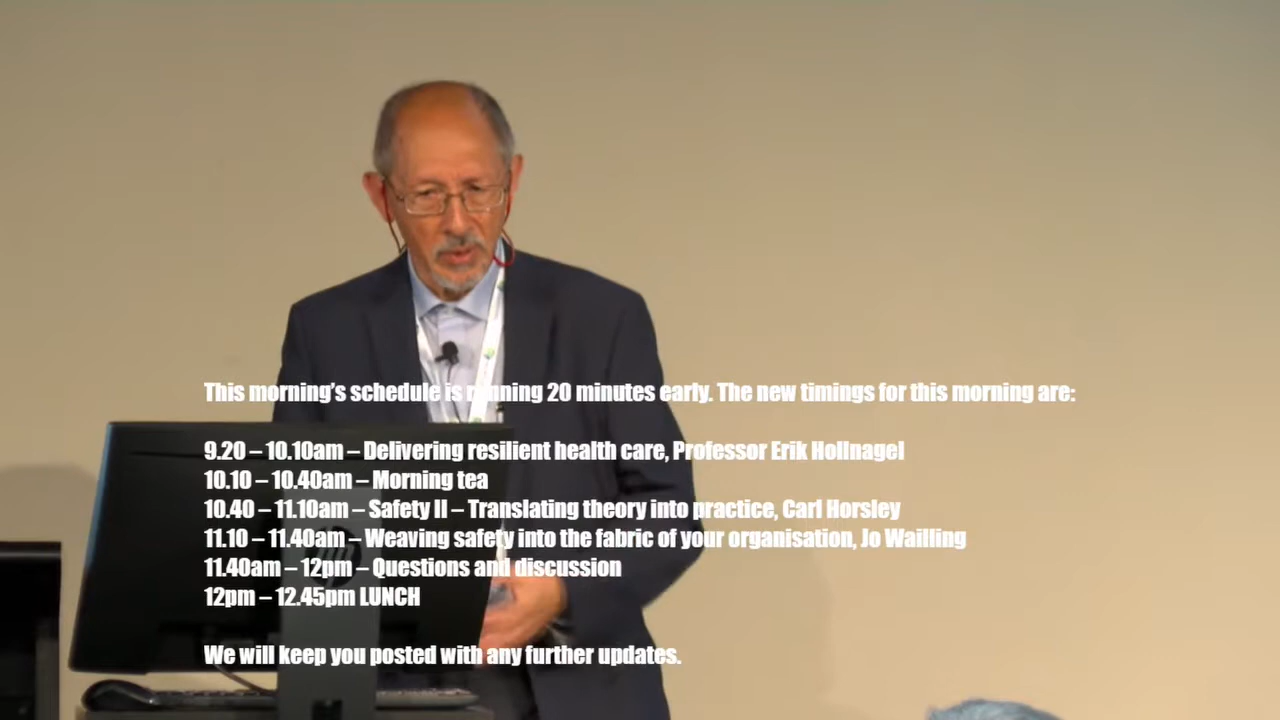 This morning's schedule is running 20 minutes early. The new timings for this morning are:
9.20 – 10.10am – Delivering resilient health care, Professor Erik Hollnagel
10.10 – 10.40am – Morning tea
10.40 – 11.10am – Safety II – Translating theory into practice, Carl Horsley
11.10 – 11.40am – Weaving safety into the fabric of your organisation, Jo Wailling
11.40am – 12pm – Questions and discussion
12pm – 12.45pm LUNCH
We will keep you posted with any further updates.